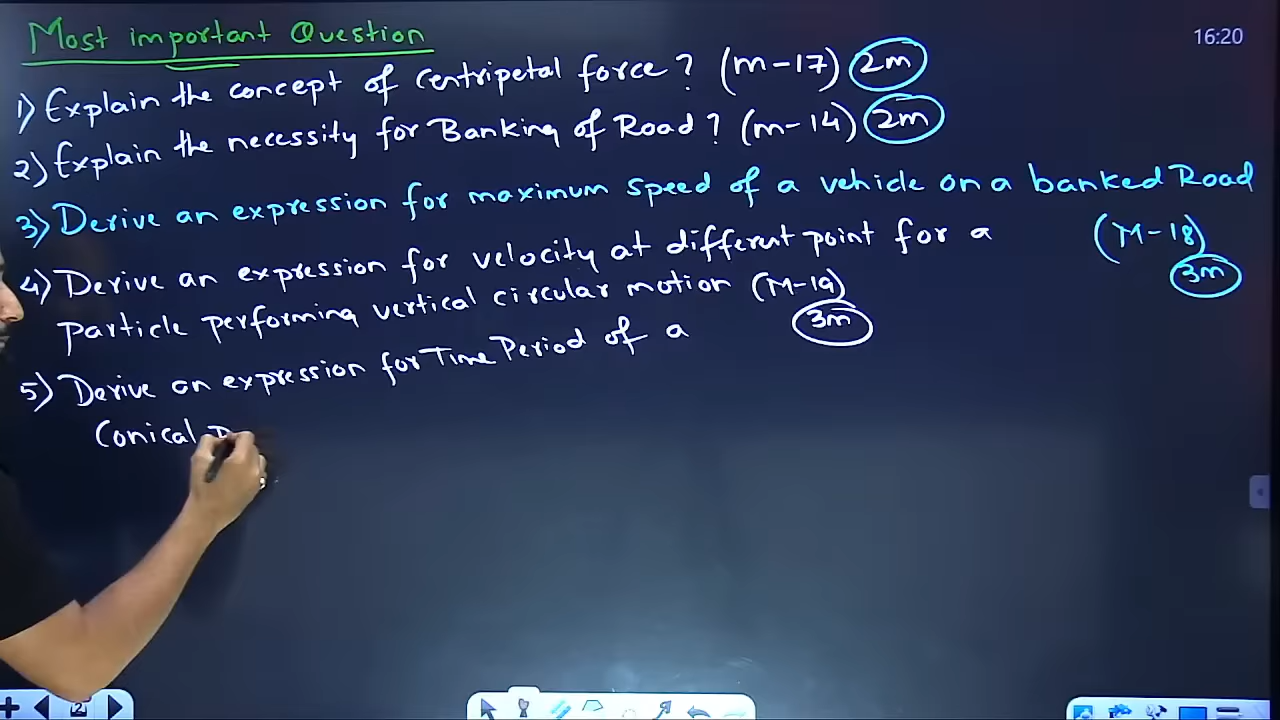 Most important Question
16:20
1) Explain the concept of Centripetal force? (m-17) 2m
2) Explain the necessity for Banking of Road? (m-14) 2m
3) Derive an expression for maximum speed of a vehicle on a banked Road
(M-18)
3m
4) Derive an expression for velocity at different point for a
particle performing vertical circular motion (M-19)
3m
5) Derive an expression for Time Period of a
Conical
2